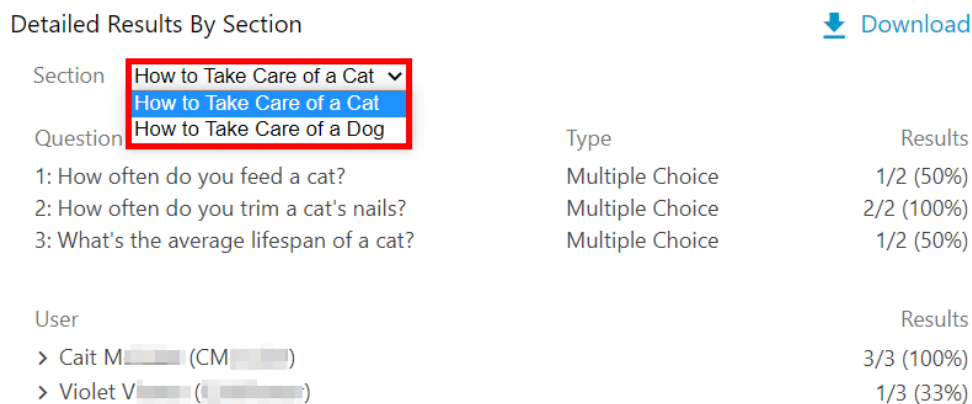 Detailed Results By Section Download
Section How to Take Care of a Cat
How to Take Care of a Cat
How to Take Care of a Dog
Question Type Results
1: How often do you feed a cat? Multiple Choice 1/2 (50%)
2: How often do you trim a cat's nails? Multiple Choice 2/2 (100%)
3: What's the average lifespan of a cat? Multiple Choice 1/2 (50%)
User Results
Cait M (CM ) 3/3 (100%)
Violet V ( ) 1/3 (33%)